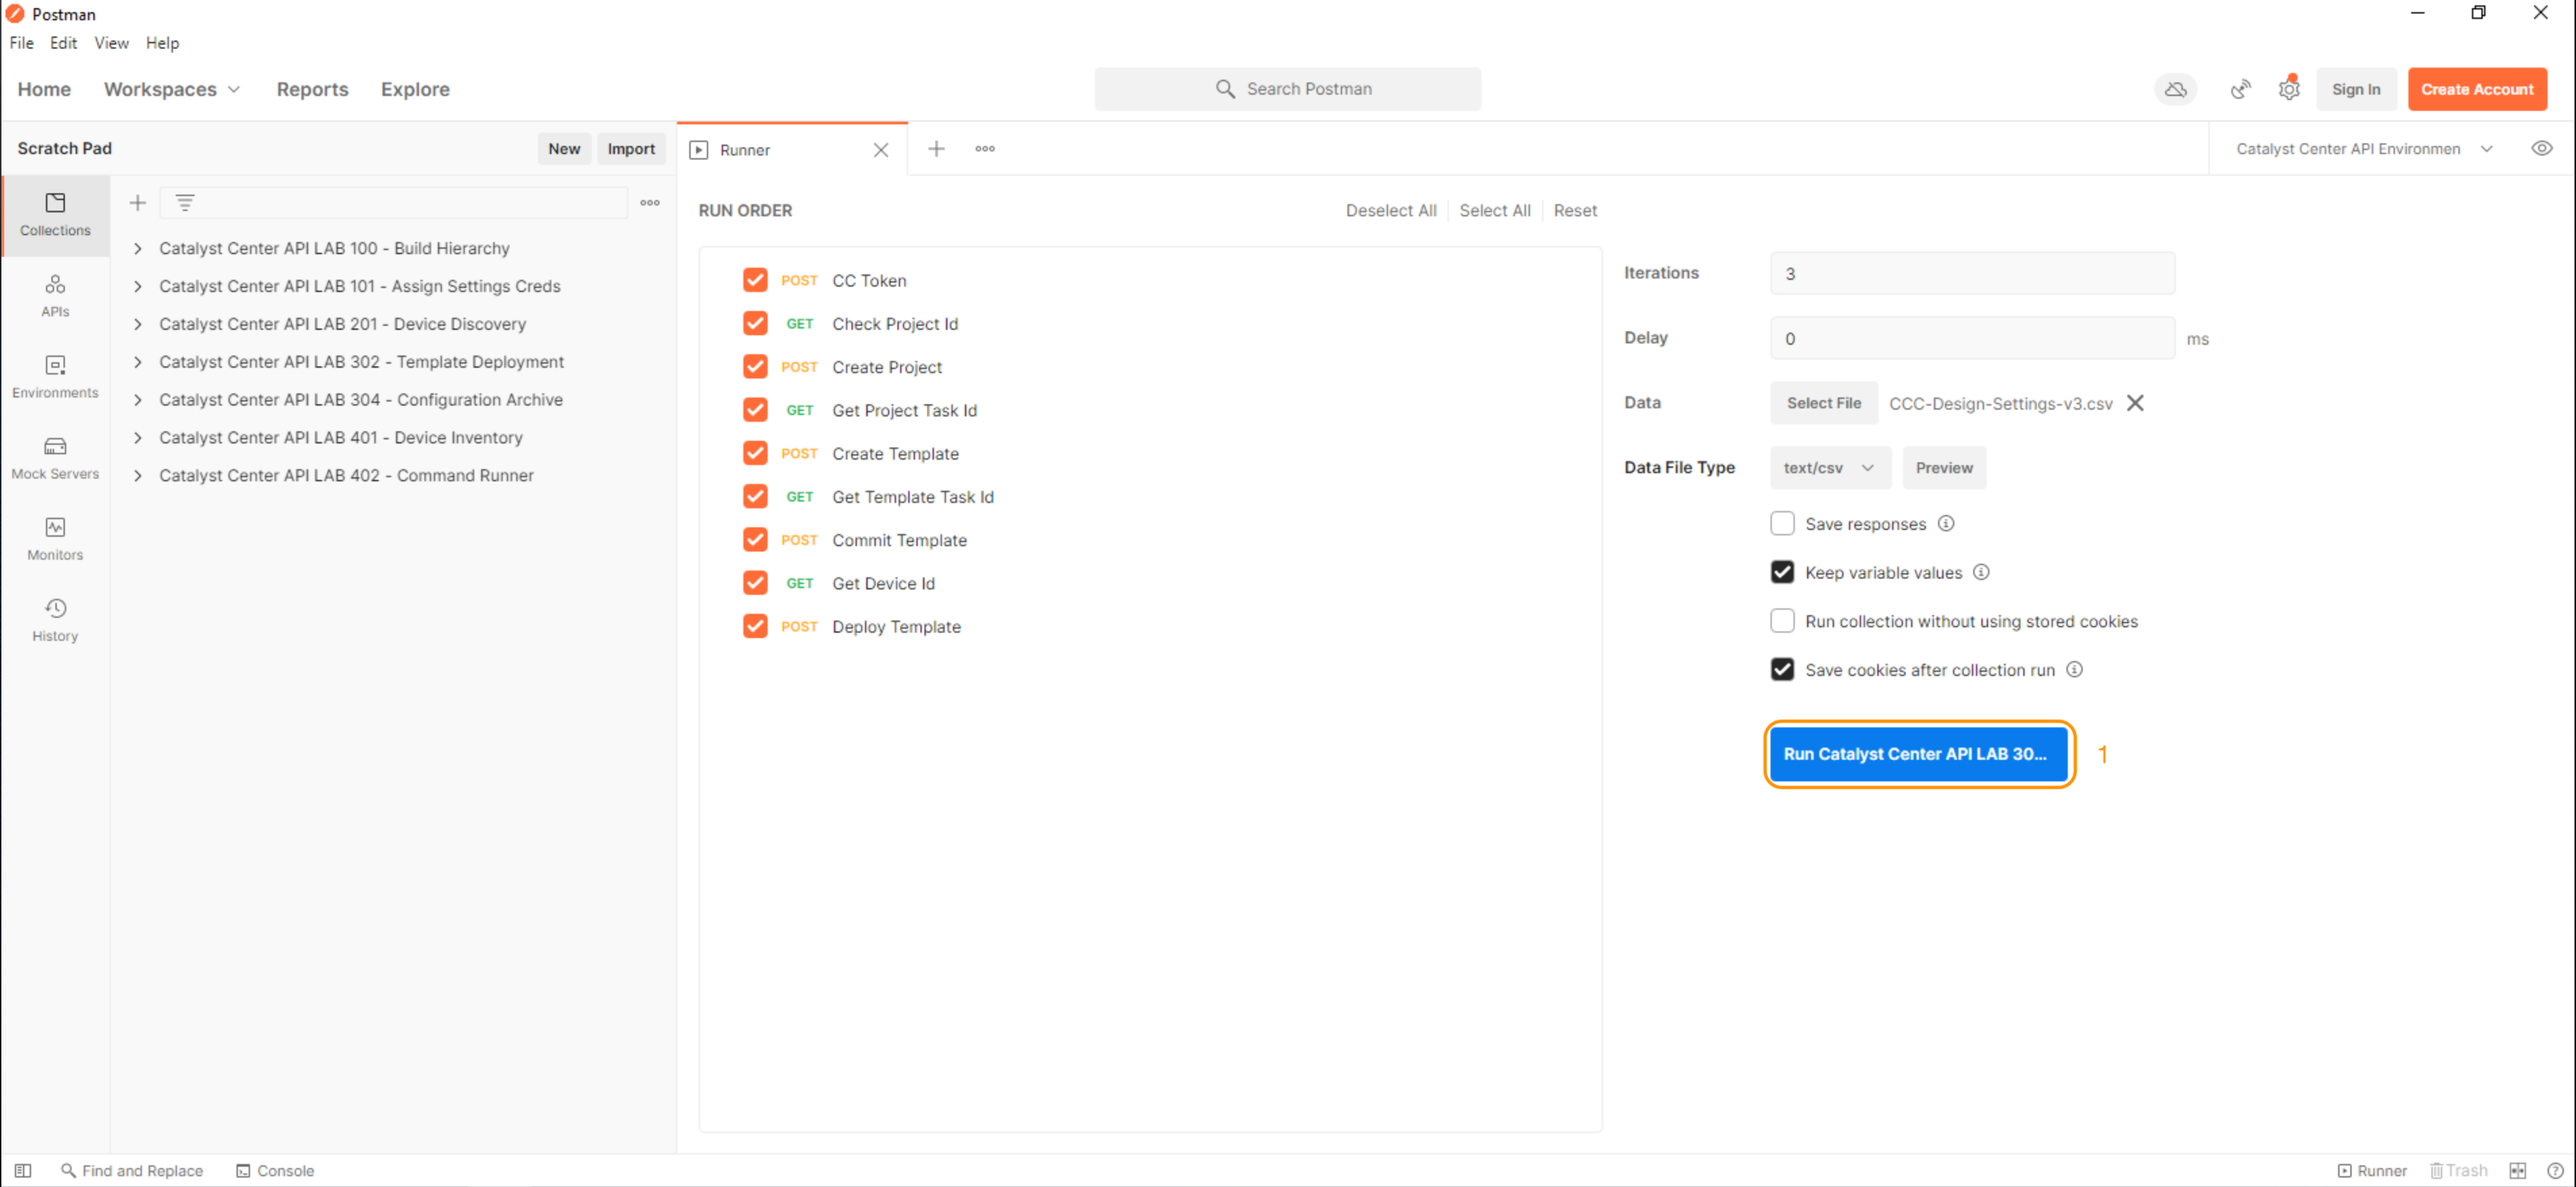 Postman
File Edit View Help
Home Workspaces Reports Explore
Search Postman
Sign In Create Account
Scratch Pad
New Import
Runner
Catalyst Center API Environmen
Collections
APIs
Environments
Mock Servers
Monitors
History
Catalyst Center API LAB 100 - Build Hierarchy
Catalyst Center API LAB 101 - Assign Settings Creds
Catalyst Center API LAB 201 - Device Discovery
Catalyst Center API LAB 302 - Template Deployment
Catalyst Center API LAB 304 - Configuration Archive
Catalyst Center API LAB 401 - Device Inventory
Catalyst Center API LAB 402 - Command Runner
RUN ORDER
Deselect All Select All Reset
POST CC Token
GET Check Project Id
POST Create Project
GET Get Project Task Id
POST Create Template
GET Get Template Task Id
POST Commit Template
GET Get Device Id
POST Deploy Template
Iterations 3
Delay 0 ms
Data Select File CCC-Design-Settings-v3.csv
Data File Type text/csv Preview
Save responses
Keep variable values
Run collection without using stored cookies
Save cookies after collection run
Run Catalyst Center API LAB 30... 1
Find and Replace Console
Runner Trash